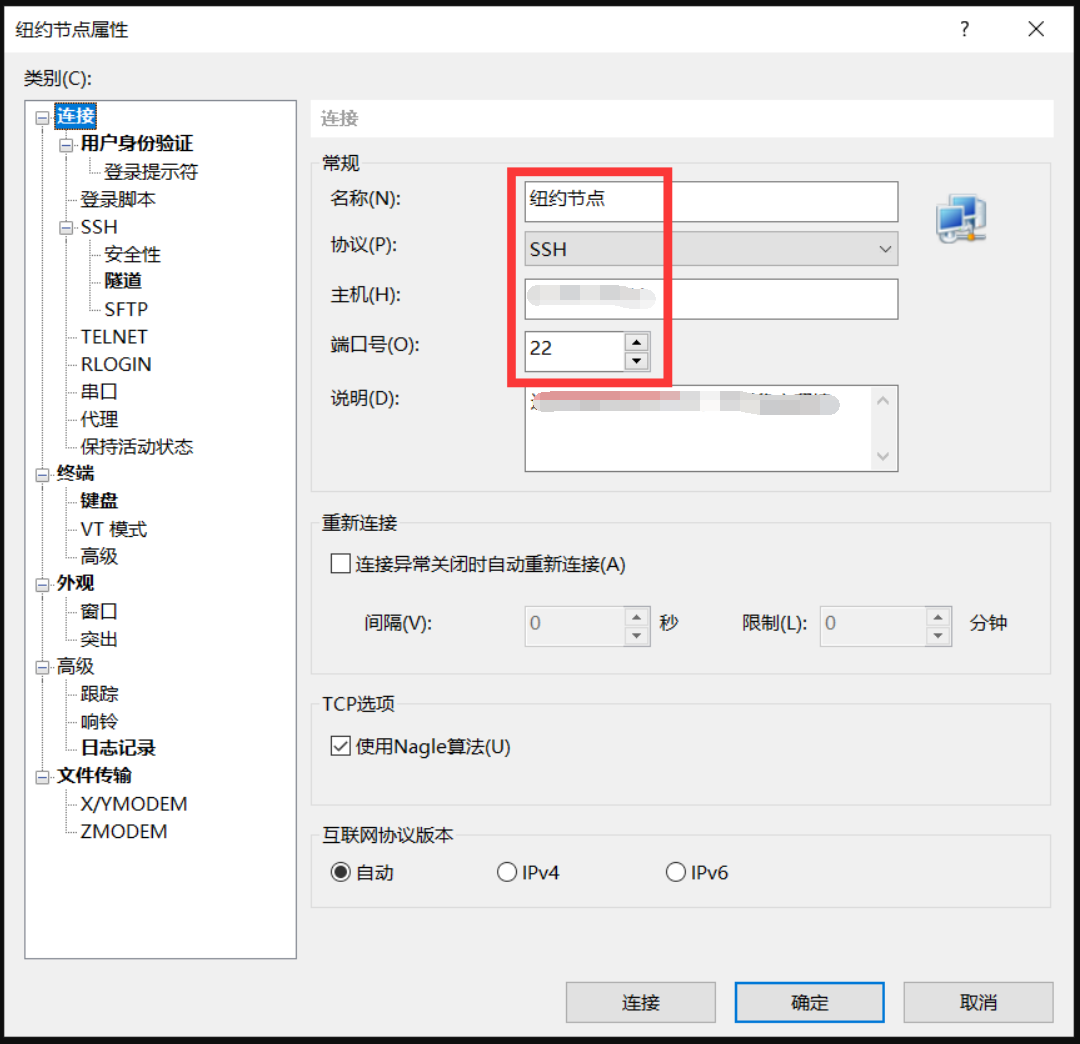 纽约节点属性
?
类别(C):
连接
用户身份验证
登录提示符
登录脚本
SSH
安全性
隧道
SFTP
TELNET
RLOGIN
串口
代理
保持活动状态
终端
键盘
VT 模式
高级
外观
窗口
突出
高级
跟踪
响铃
日志记录
文件传输
X/YMODEM
ZMODEM
连接
常规
名称(N):
纽约节点
协议(P):
SSH
主机(H):
端口号(O):
22
说明(D):
重新连接
连接异常关闭时自动重新连接(A)
间隔(V):
0
秒
限制(L):
0
分钟
TCP选项
使用Nagle算法(U)
互联网协议版本
自动
IPv4
IPv6
连接
确定
取消